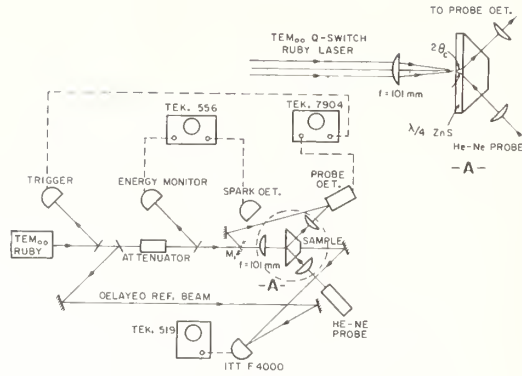 TO PROBE OET.
TEM₀₀ Q-SWITCH
RUBY LASER
2θc
f = 101 mm
λ/4 ZnS
He-Ne PROBE
-A-
TEK. 556
TEK. 7904
TRIGGER
ENERGY MONITOR
SPARK OET.
PROBE
OET.
TEM₀₀
RUBY
ATTENUATOR
M₁
SAMPLE
f = 101 mm
-A-
OELAYED REF. BEAM
HE-NE
PROBE
TEK. 519
ITT F4000